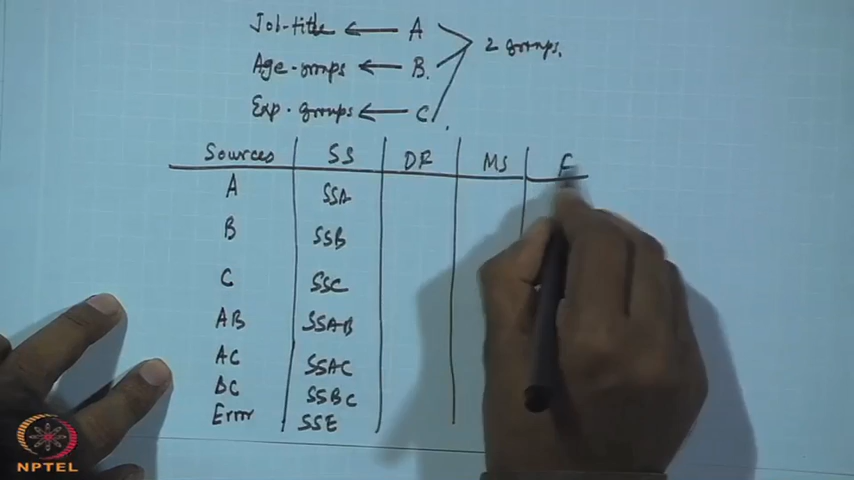 Job-title ← A
Age-groups ← B. 2 groups.
Exp. groups ← C
Sources SS DF MS F
A SSA
B SSB
C SSC
AB SSAB
AC SSAC
BC SSBC
Error SSE
NPTEL